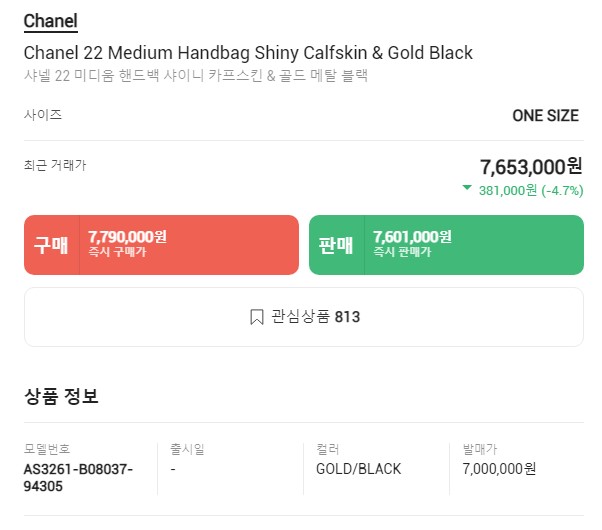 Chanel
Chanel 22 Medium Handbag Shiny Calfskin & Gold Black
샤넬 22 미디움 핸드백 샤이니 카프스킨 & 골드 메탈 블랙
사이즈 ONE SIZE
최근 거래가 7,653,000원
381,000원 (-4.7%)
구매 7,790,000원 판매 7,601,000원
즉시 구매가 즉시 판매가
관심상품 813
상품 정보
모델번호 출시일 컬러 발매가
AS3261-B08037- - GOLD/BLACK 7,000,000원
94305